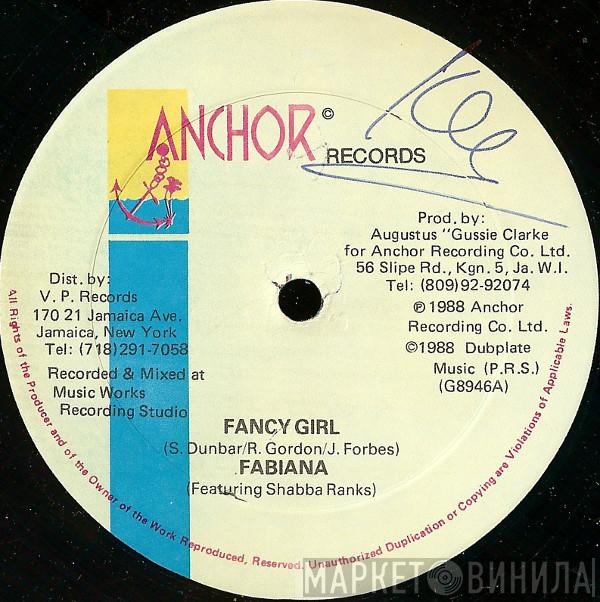 ANCHOR ©
RECORDS
Prod. by:
Augustus "Gussie Clarke
for Anchor Recording Co. Ltd.
56 Slipe Rd., Kgn. 5, Ja. W.I.
Tel: (809)92-92074
℗ 1988 Anchor
Recording Co. Ltd.
©1988 Dubplate
Music (P.R.S.)
(G8946A)
Dist. by:
V. P. Records
170 21 Jamaica Ave.
Jamaica, New York
Tel: (718)291-7058
Recorded & Mixed at
Music Works
Recording Studio
FANCY GIRL
(S. Dunbar/R. Gordon/J. Forbes)
FABIANA
(Featuring Shabba Ranks)
All Rights of the Producer and of the Owner of the Work Reproduced, Reserved. Unauthorized Duplication or Copying are Violations of Applicable Laws.
МАРКЕТ ВИНИЛА